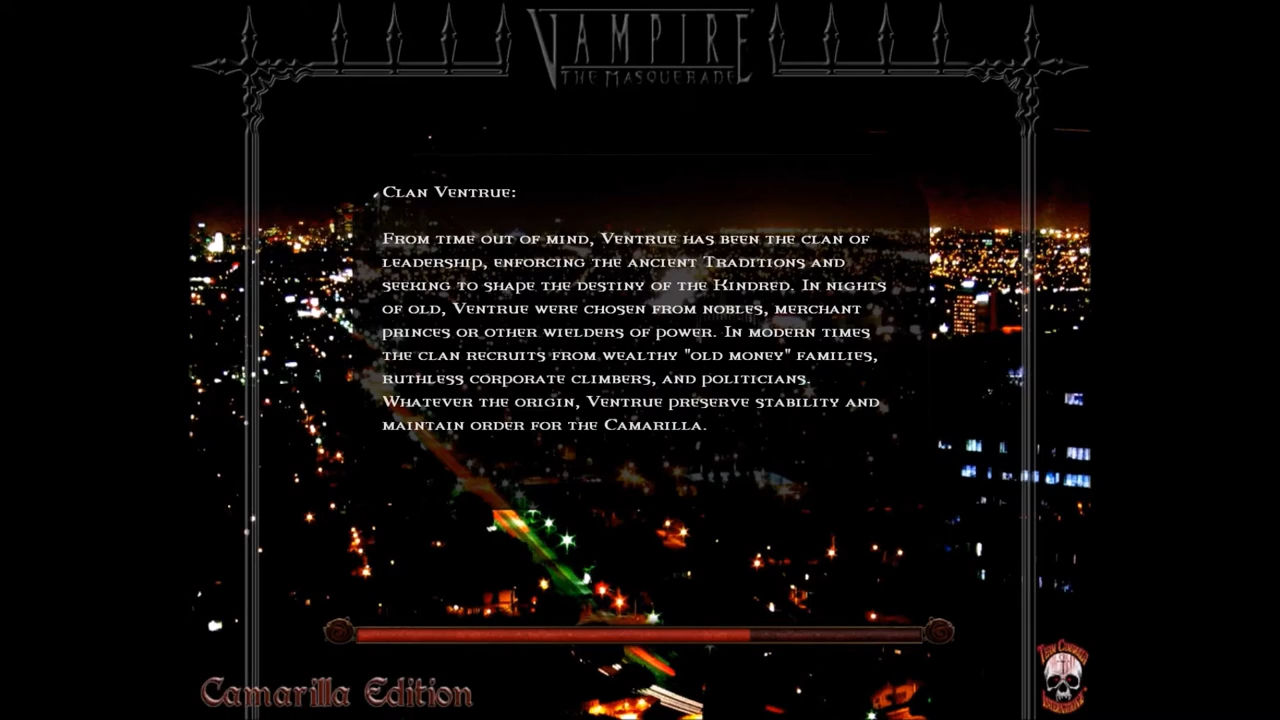 VAMPIRE
THE MASQUERADE
Clan Ventrue:
From time out of mind, Ventrue has been the clan of
leadership, enforcing the ancient Traditions and
seeking to shape the destiny of the Kindred. In nights
of old, Ventrue were chosen from nobles, merchant
princes or other wielders of power. In modern times
the clan recruits from wealthy "old money" families,
ruthless corporate climbers, and politicians.
Whatever the origin, Ventrue preserve stability and
maintain order for the Camarilla.
Camarilla Edition